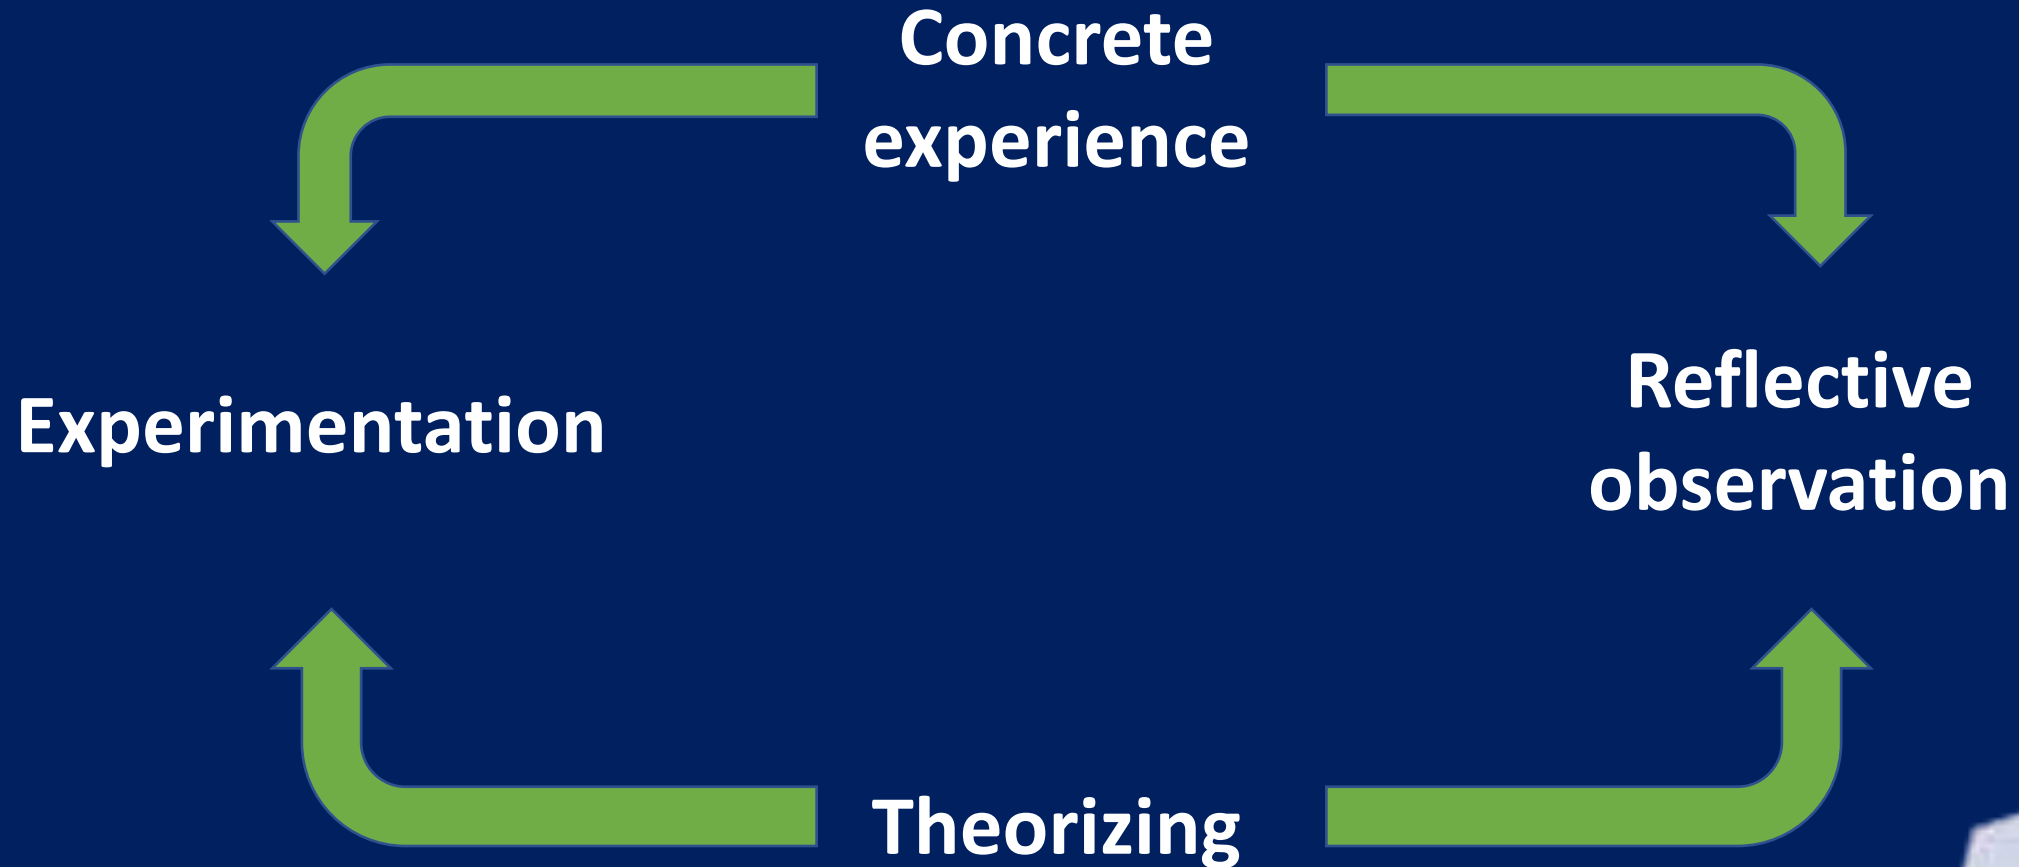 Concrete
experience
Experimentation
Reflective
observation
Theorizing